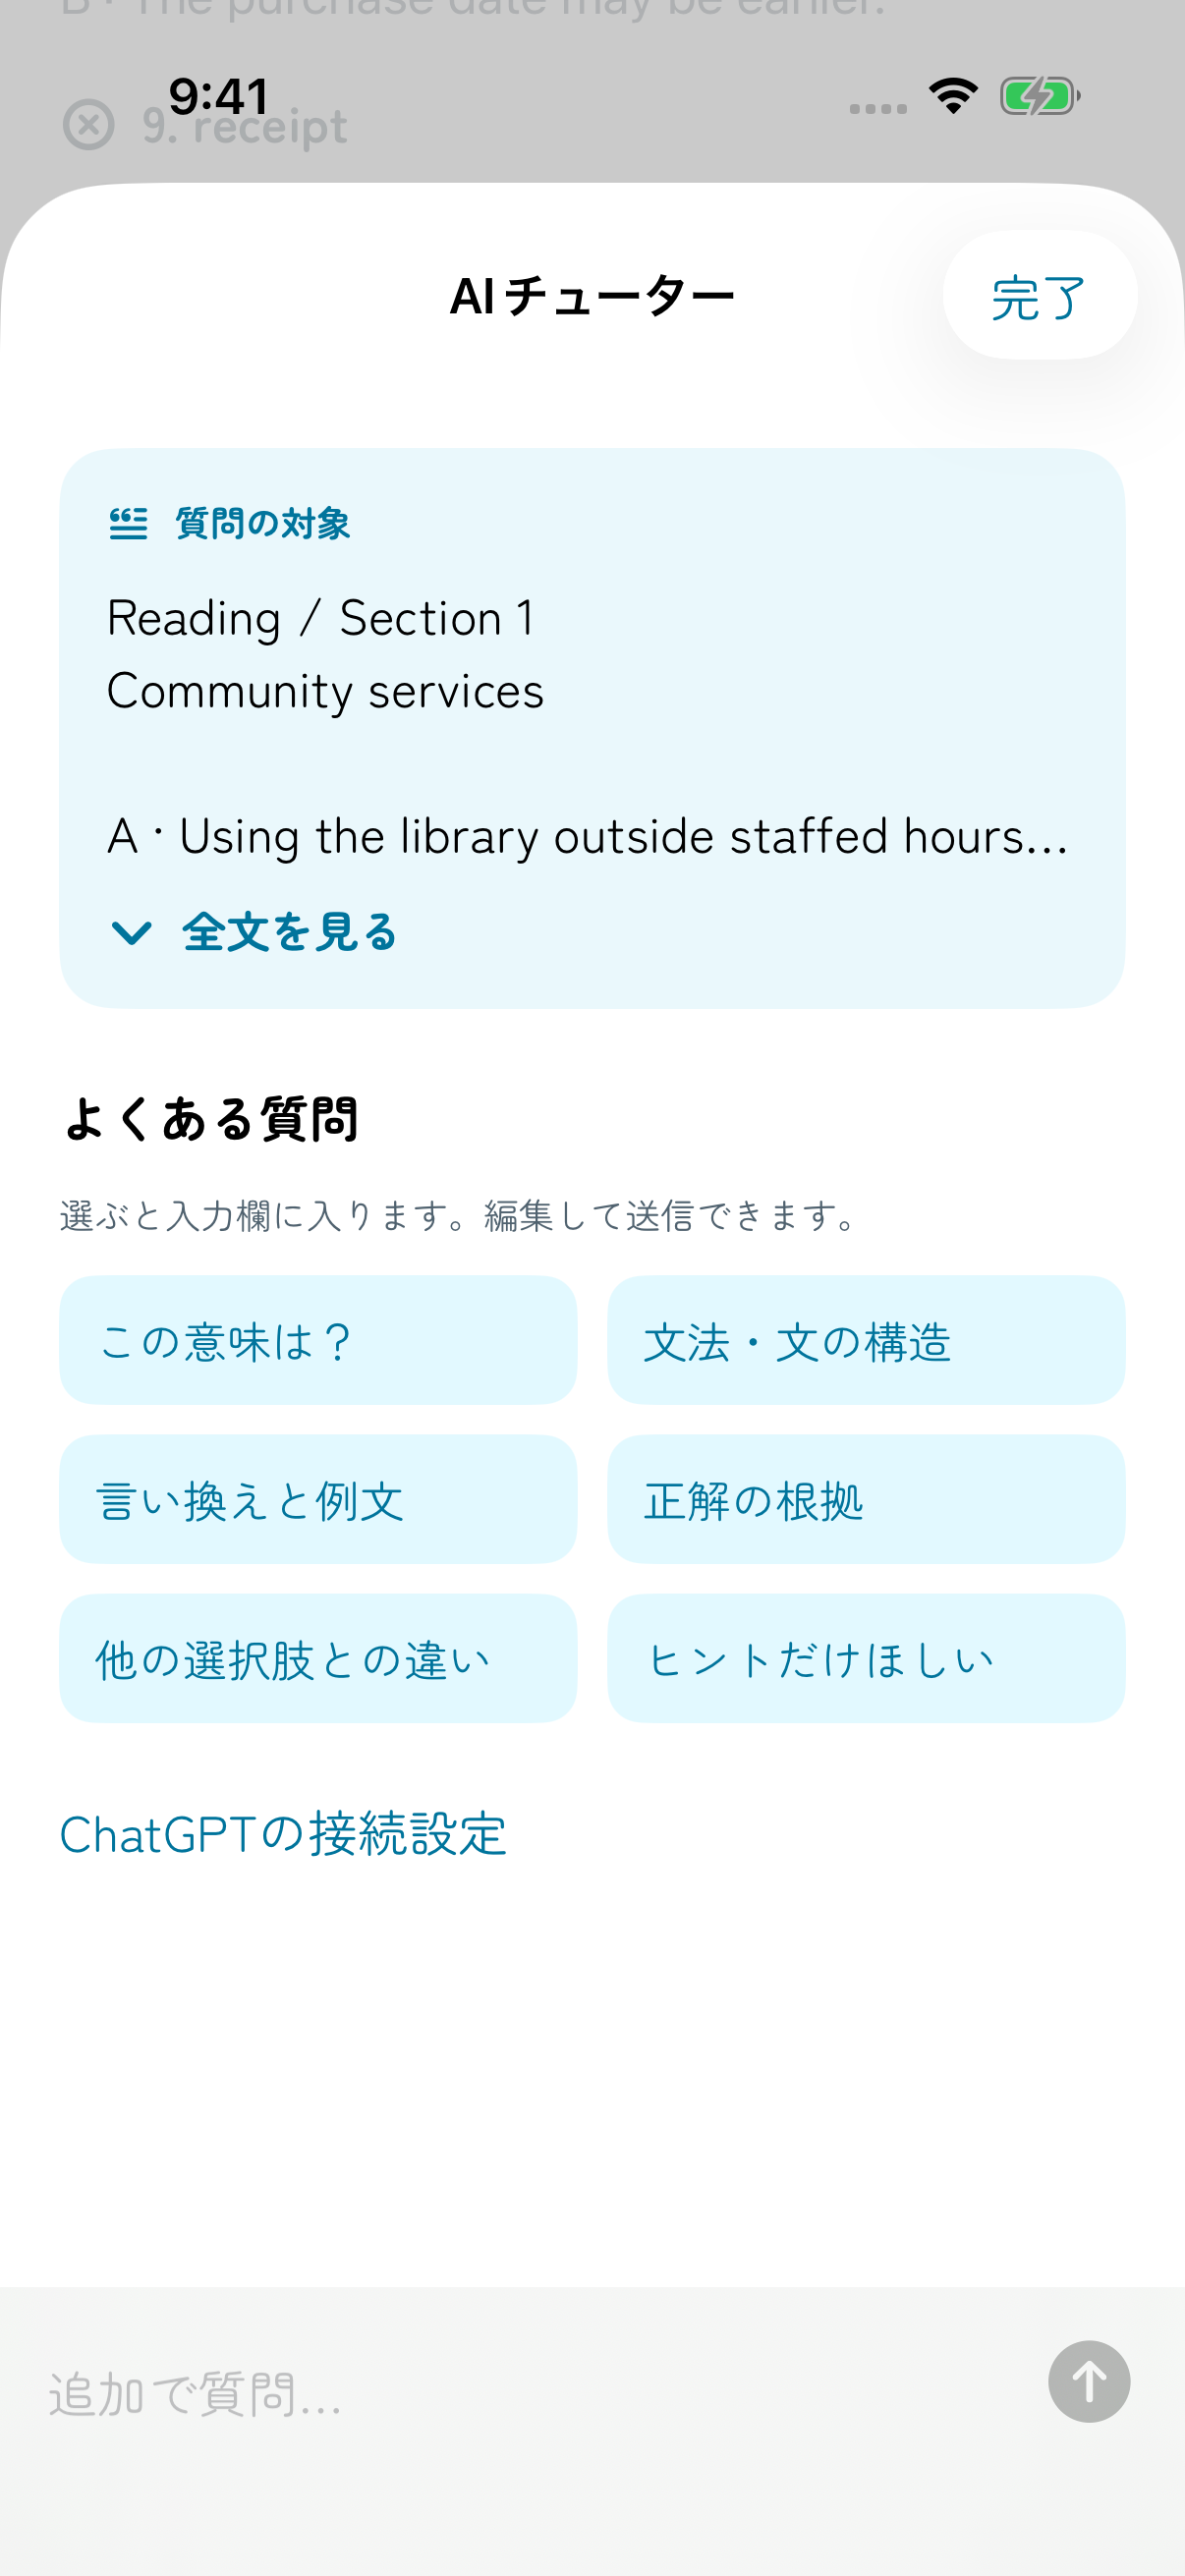 B · The purchase date may be earlier.
9:41
9. receipt
AIチューター
完了
質問の対象
Reading / Section 1
Community services
A · Using the library outside staffed hours...
全文を見る
よくある質問
選ぶと入力欄に入ります。編集して送信できます。
この意味は？
文法・文の構造
言い換えと例文
正解の根拠
他の選択肢との違い
ヒントだけほしい
ChatGPTの接続設定
追加で質問...